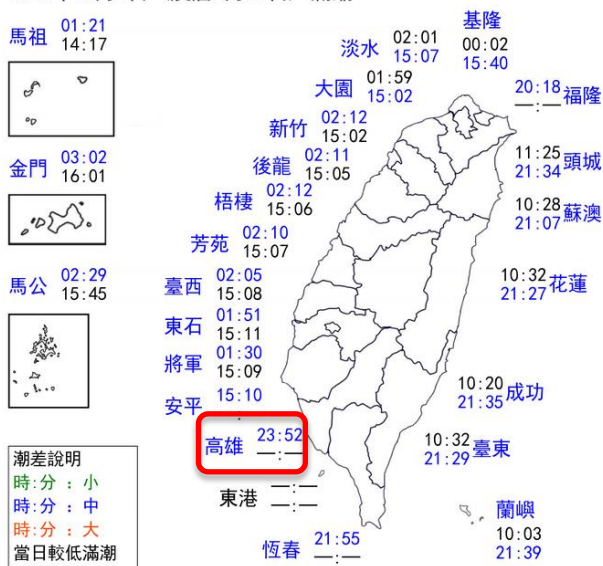 馬祖 01:21
14:17
金門 03:02
16:01
馬公 02:29
15:45
基隆
00:02
15:40
淡水 02:01
15:07
大園 01:59
15:02
新竹 02:12
15:02
後龍 02:11
15:05
梧棲 02:12
15:06
芳苑 02:10
15:07
臺西 02:05
15:08
東石 01:51
15:11
將軍 01:30
15:09
安平 15:10
高雄 23:52
--:--
東港 --:--
--:--
恆春 21:55
--:--
20:18 福隆
--:--
11:25 頭城
21:34
10:28 蘇澳
21:07
10:32 花蓮
21:27
10:20 成功
21:35
10:32 臺東
21:29
蘭嶼
10:03
21:39
潮差說明
時:分 : 小
時:分 : 中
時:分 : 大
當日較低滿潮